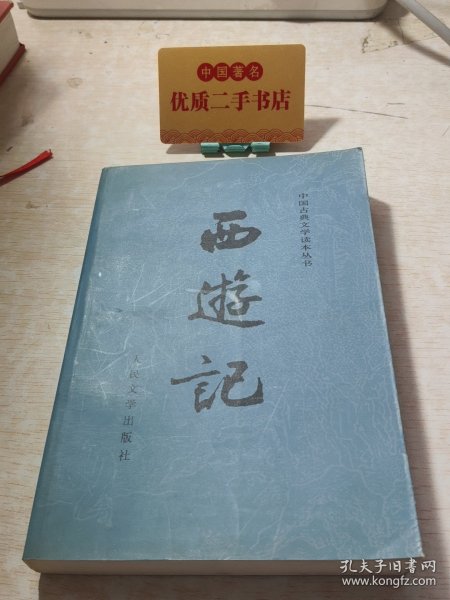 中国著名
优质二手书店
中国古典文学读本丛书
西遊記
人民文学出版社
孔夫子旧书网
www.kongfz.com